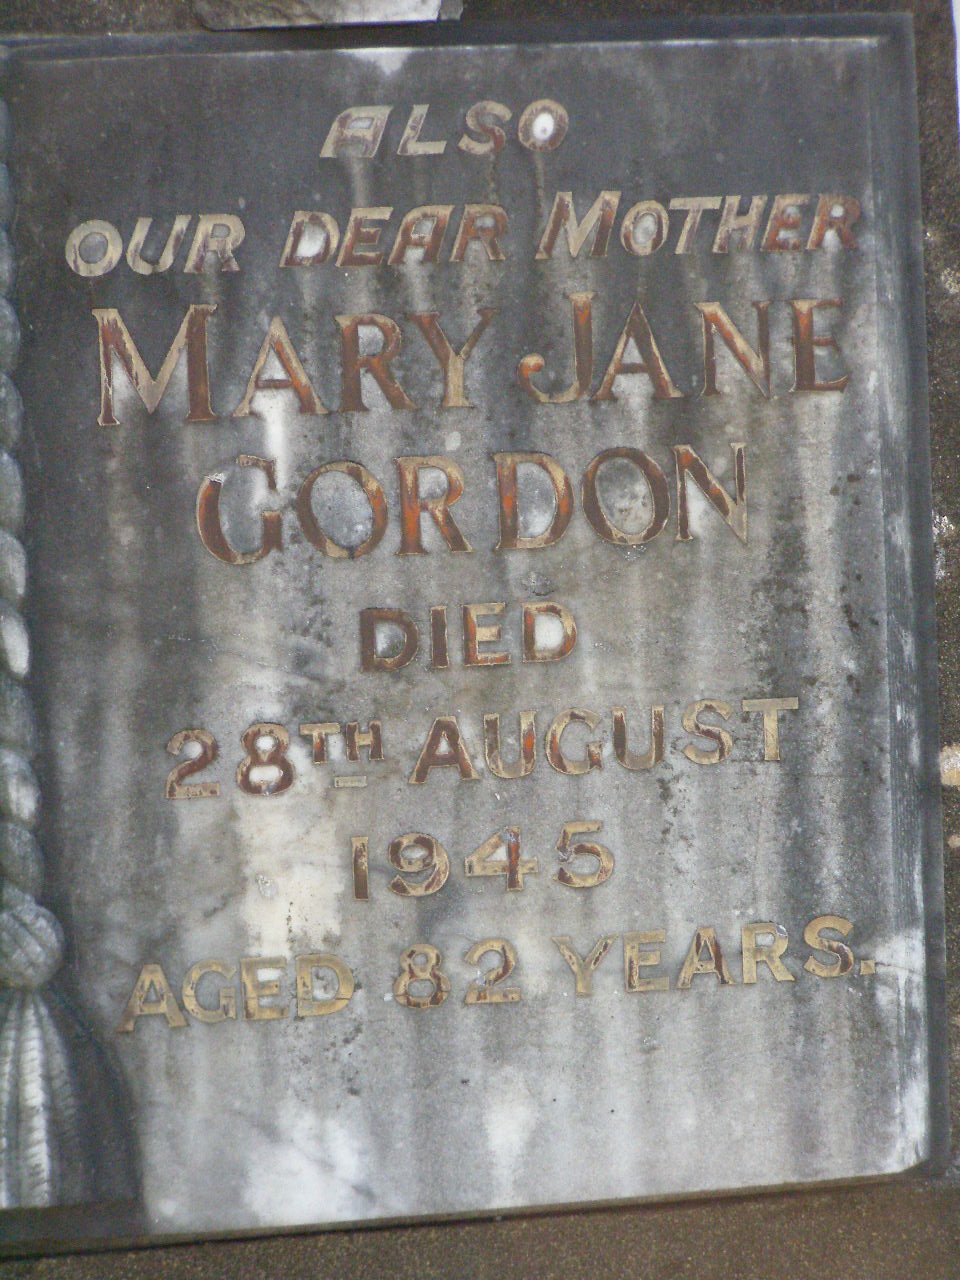 ALSO
OUR DEAR MOTHER
MARY JANE
GORDON
DIED
28TH AUGUST
1945
AGED 82 YEARS.